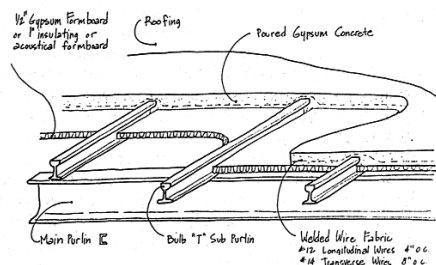 1/2" Gypsum Formboard
or 1" insulating or
acoustical formboard
Roofing
Poured Gypsum Concrete
Main Purlin [
Bulb "T" Sub Purlin
Welded Wire Fabric
#12 Longitudinal Wires 4" o.c.
#14 Transverse Wires 8" o.c.